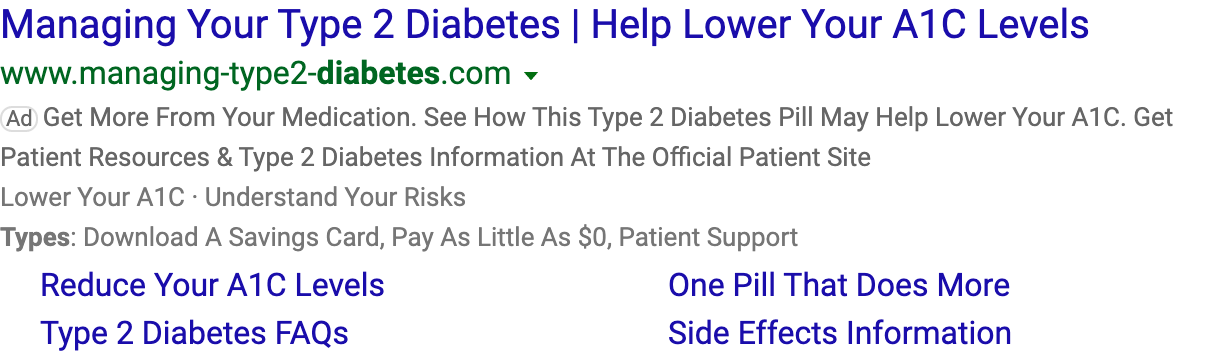 Managing Your Type 2 Diabetes | Help Lower Your A1C Levels
www.managing-type2-diabetes.com
Ad Get More From Your Medication. See How This Type 2 Diabetes Pill May Help Lower Your A1C. Get
Patient Resources & Type 2 Diabetes Information At The Official Patient Site
Lower Your A1C · Understand Your Risks
Types: Download A Savings Card, Pay As Little As $0, Patient Support
Reduce Your A1C Levels One Pill That Does More
Type 2 Diabetes FAQs Side Effects Information